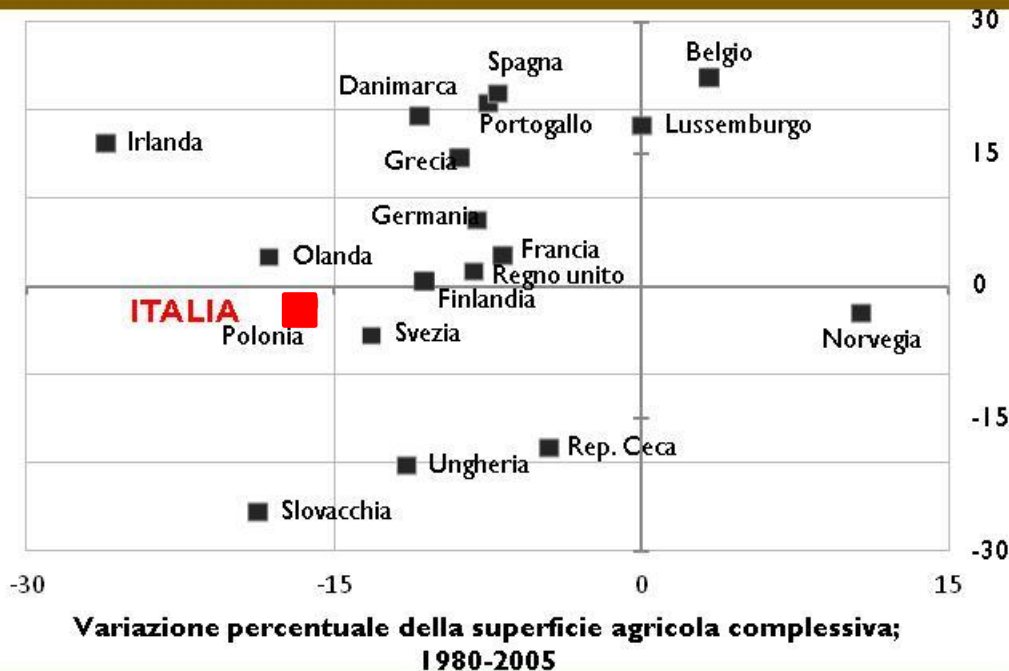 30
Belgio
Spagna
Danimarca
Portogallo
Lussemburgo
Irlanda
15
Grecia
Germania
Olanda
Francia
Regno unito
0
Finlandia
ITALIA
Polonia
Svezia
Norvegia
-15
Rep. Ceca
Ungheria
Slovacchia
-30
-30 -15 0 15
Variazione percentuale della superficie agricola complessiva;
1980-2005